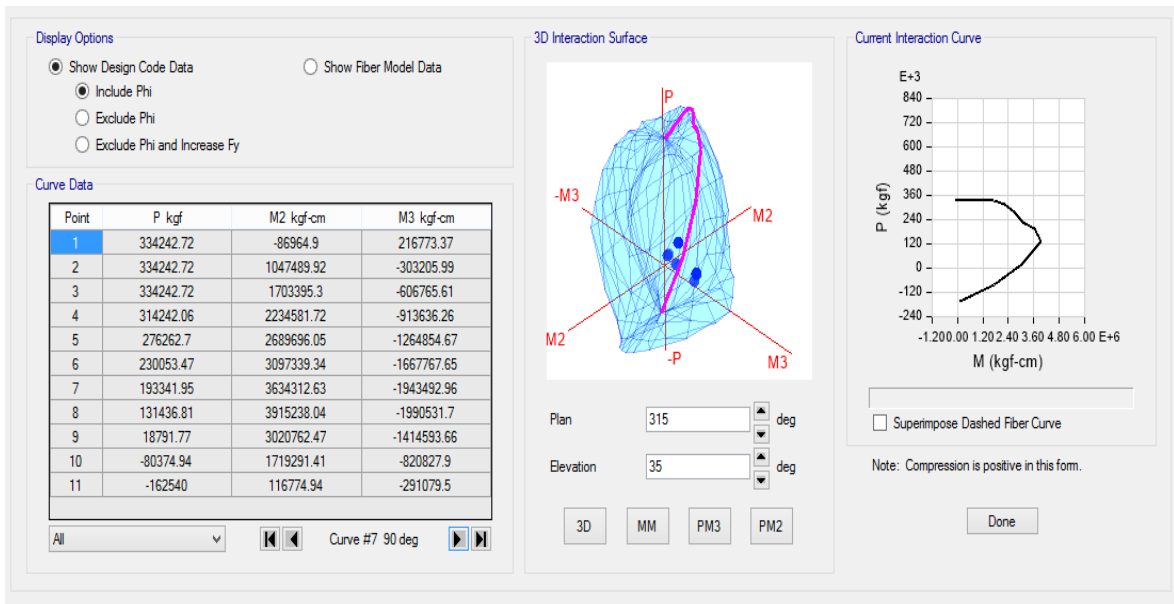 Display Options
Show Design Code Data Show Fiber Model Data
Include Phi
Exclude Phi
Exclude Phi and Increase Fy
Curve Data
Point P kgf M2 kgf-cm M3 kgf-cm
1 334242.72 -86964.9 216773.37
2 334242.72 1047489.92 -303205.99
3 334242.72 1703395.3 -606765.61
4 314242.06 2234581.72 -913636.26
5 276262.7 2689696.05 -1264854.67
6 230053.47 3097339.34 -1667767.65
7 193341.95 3634312.63 -1943492.96
8 131436.81 3915238.04 -1990531.7
9 18791.77 3020762.47 -1414593.66
10 -80374.94 1719291.41 -820827.9
11 -162540 116774.94 -291079.5
All Curve #7 90 deg
3D Interaction Surface
P
-M3
M2
M2
-P
M3
Plan 315 deg
Elevation 35 deg
3D MM PM3 PM2
Current Interaction Curve
E+3
840
720
600
480
360
240
120
0
-120
-240
P (kgf)
-1.200.00 1.20 2.40 3.60 4.80 6.00 E+6
M (kgf-cm)
Superimpose Dashed Fiber Curve
Note: Compression is positive in this form.
Done